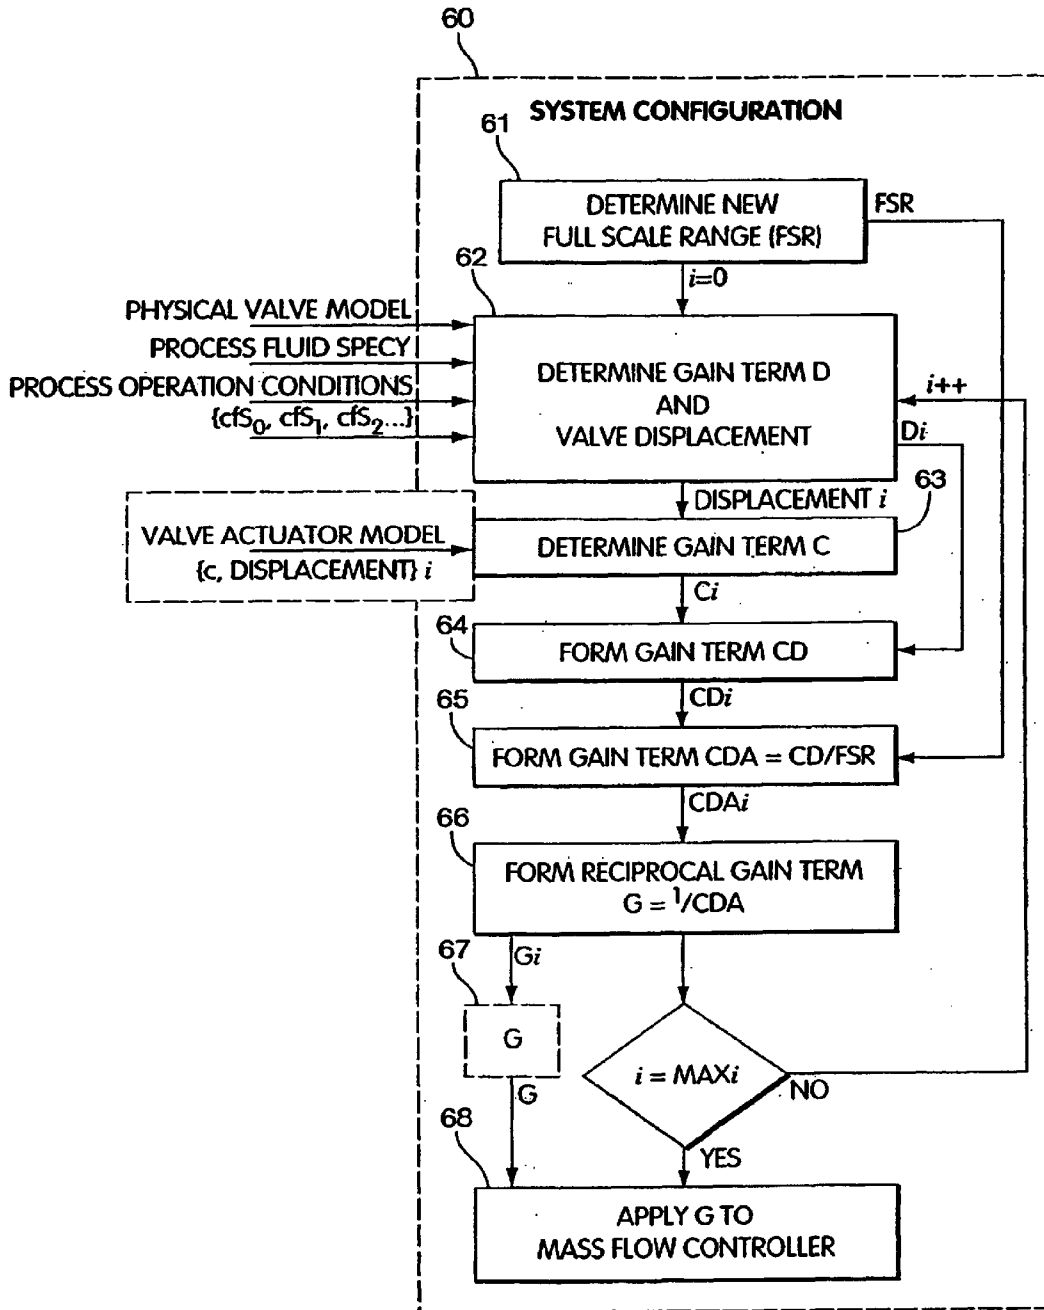 60
SYSTEM CONFIGURATION
61
DETERMINE NEW
FULL SCALE RANGE (FSR)
FSR
i=0
62
PHYSICAL VALVE MODEL
PROCESS FLUID SPECY
PROCESS OPERATION CONDITIONS
{cfS₀, cfS₁, cfS₂...}
DETERMINE GAIN TERM D
AND
VALVE DISPLACEMENT
i++
Di
DISPLACEMENT i
63
VALVE ACTUATOR MODEL
{c, DISPLACEMENT} i
DETERMINE GAIN TERM C
Ci
64
FORM GAIN TERM CD
CDi
65
FORM GAIN TERM CDA = CD/FSR
CDAi
66
FORM RECIPROCAL GAIN TERM
G = ¹/CDA
Gi
67
G
G
i = MAXi
NO
YES
68
APPLY G TO
MASS FLOW CONTROLLER